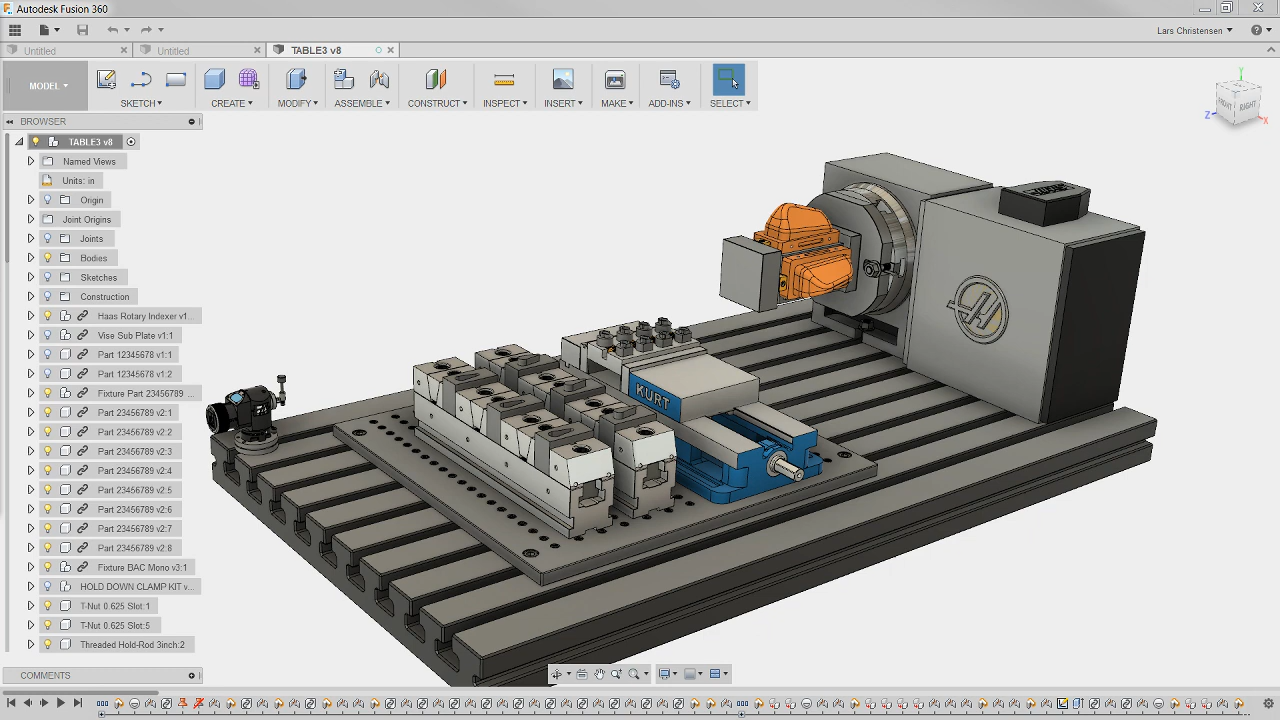 Autodesk Fusion 360
Lars Christensen
Untitled
Untitled
TABLE3 v8
MODEL
SKETCH
CREATE
MODIFY
ASSEMBLE
CONSTRUCT
INSPECT
INSERT
MAKE
ADD-INS
SELECT
BROWSER
TABLE3 v8
Named Views
Units: in
Origin
Joint Origins
Joints
Bodies
Sketches
Construction
Haas Rotary Indexer v1...
Vise Sub Plate v1:1
Part 12345678 v1:1
Part 12345678 v1:2
Fixture Part 23456789 ...
Part 23456789 v2:1
Part 23456789 v2:2
Part 23456789 v2:3
Part 23456789 v2:4
Part 23456789 v2:5
Part 23456789 v2:6
Part 23456789 v2:7
Part 23456789 v2:8
Fixture BAC Mono v3:1
HOLD DOWN CLAMP KIT v...
T-Nut 0.625 Slot:1
T-Nut 0.625 Slot:5
Threaded Hold-Rod 3inch:2
COMMENTS
Y
FRONT
RIGHT
Z
X
KURT